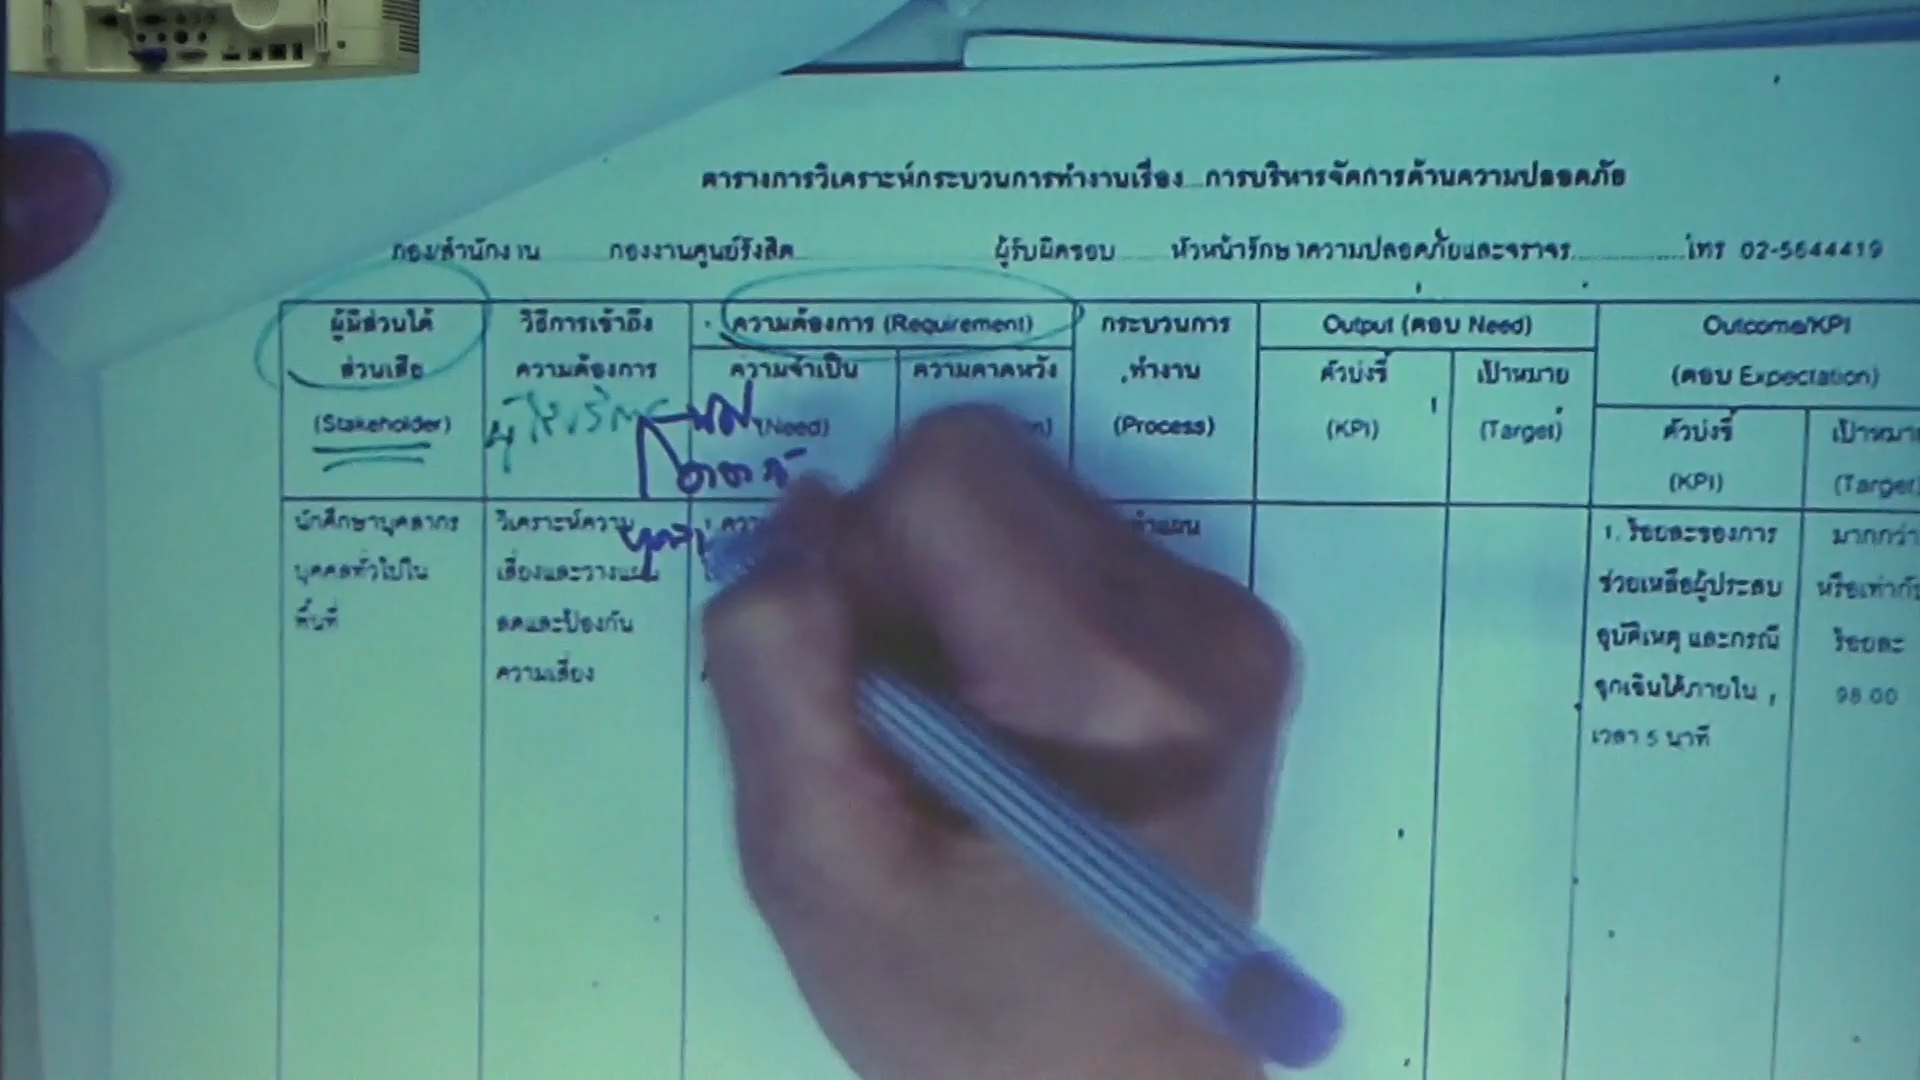 ตารางการวิเคราะห์กระบวนการทำงานเรื่อง การบริหารจัดการด้านความปลอดภัย
กอง/สำนักงาน กองงานศูนย์รังสิต ผู้รับผิดชอบ หัวหน้ารักษาความปลอดภัยและจราจร โทร 02-5644419
ผู้มีส่วนได้
ส่วนเสีย
(Stakeholder)
วิธีการเข้าถึง
ความต้องการ
ผู้ใช้บริการ
ความต้องการ (Requirement)
ความจำเป็น
(Need)
ความคาดหวัง
กระบวนการ
ทำงาน
(Process)
Output (ตอบ Need)
ตัวบ่งชี้
(KPI)
เป้าหมาย
(Target)
Outcome/KPI
(ตอบ Expectation)
ตัวบ่งชี้
(KPI)
เป้าหมาย
(Target)
นักศึกษาบุคลากร
บุคคลทั่วไปใน
พื้นที่
วิเคราะห์ความ
เสี่ยงและวางแผน
ลดและป้องกัน
ความเสี่ยง
1. ร้อยละของการ
ช่วยเหลือผู้ประสบ
อุบัติเหตุ และกรณี
ฉุกเฉินได้ภายใน
เวลา 5 นาที
มากกว่า
หรือเท่ากับ
ร้อยละ
98.00